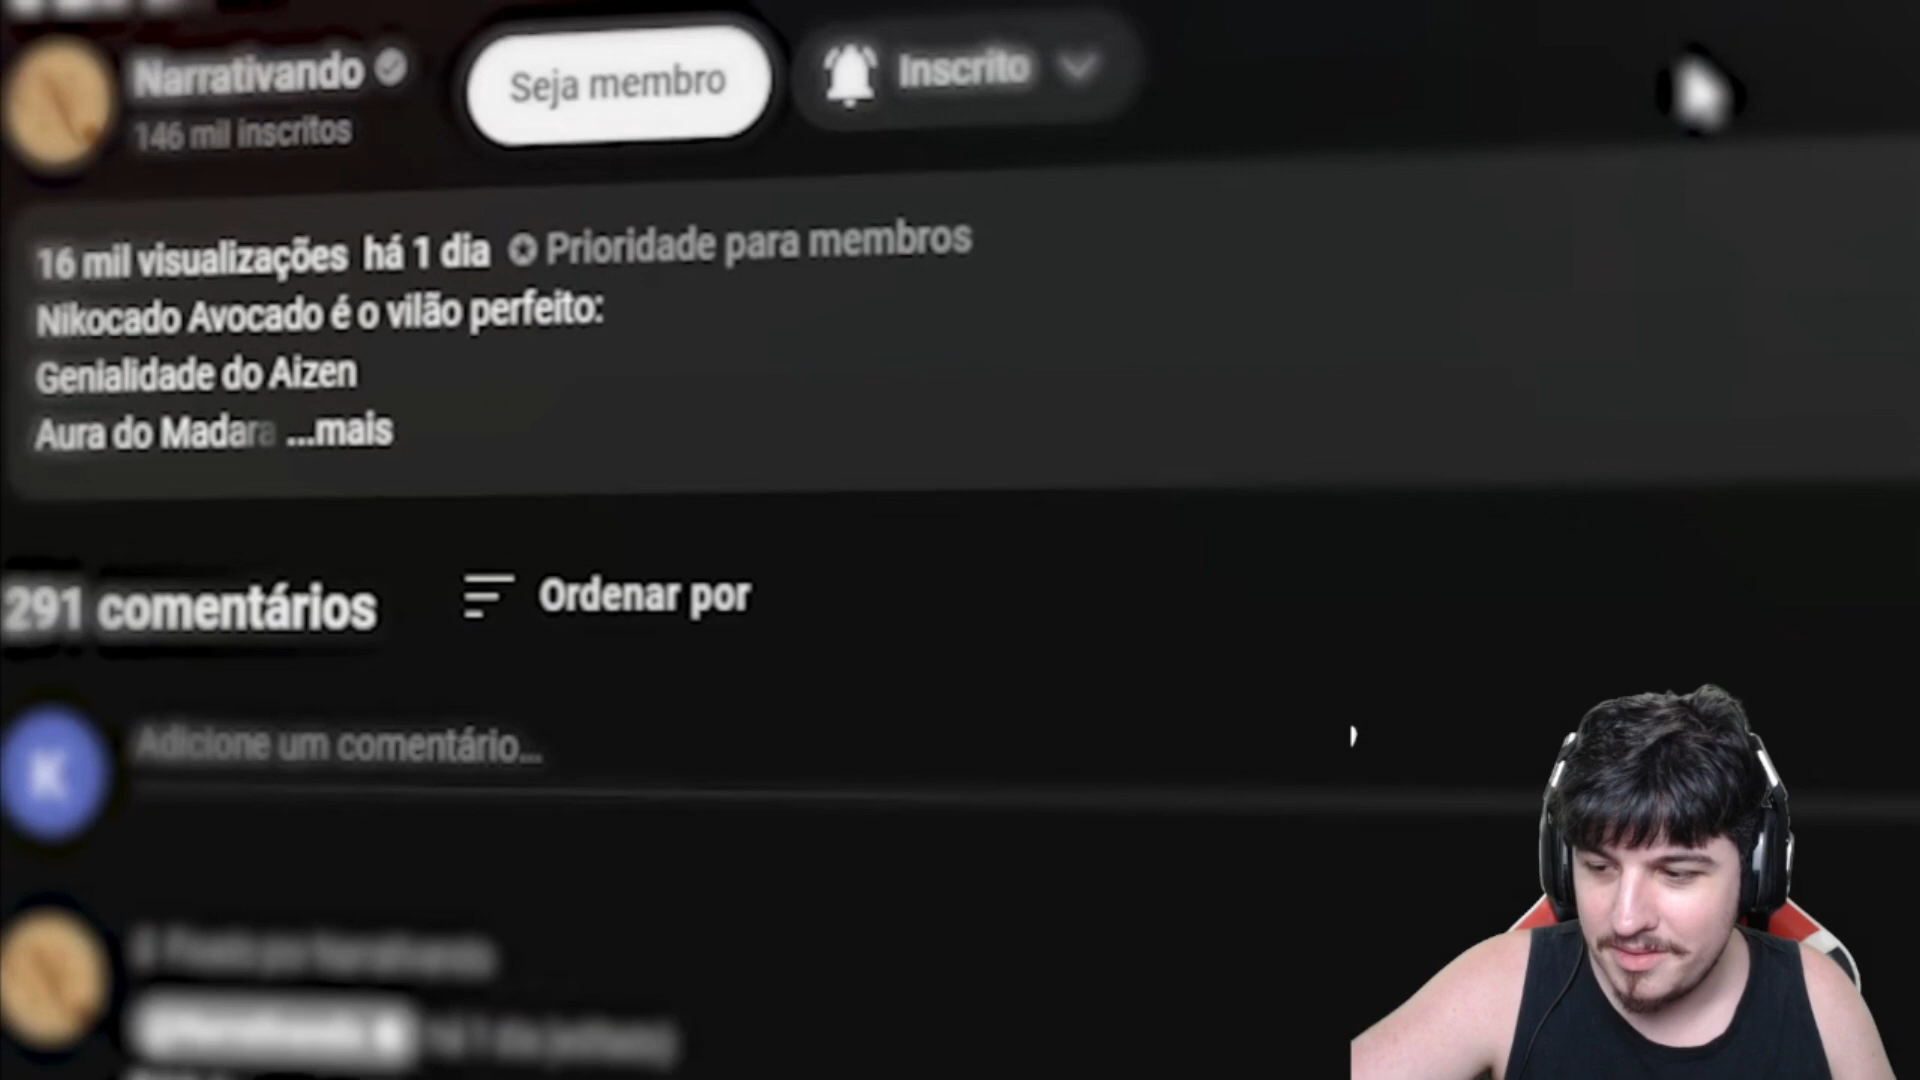 Narrativando
146 mil inscritos
Seja membro
Inscrito
16 mil visualizações há 1 dia Prioridade para membros
Nikocado Avocado é o vilão perfeito:
Genialidade do Aizen
Aura do Madara ...mais
291 comentários
Ordenar por
K
Adicione um comentário...